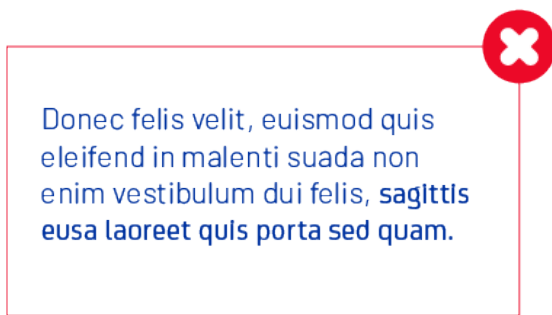 Donec felis velit, euismod quis
eleifend in malenti suada non
enim vestibulum dui felis, sagittis
eusa laoreet quis porta sed quam.